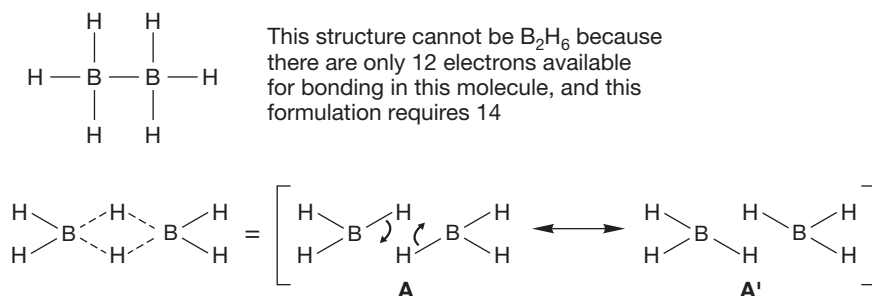 H H
This structure cannot be B₂H₆ because
there are only 12 electrons available
H — B — B — H
for bonding in this molecule, and this
formulation requires 14
H H
H H H H H H H H
B B = B B B B
H H H H H H H H
A A'